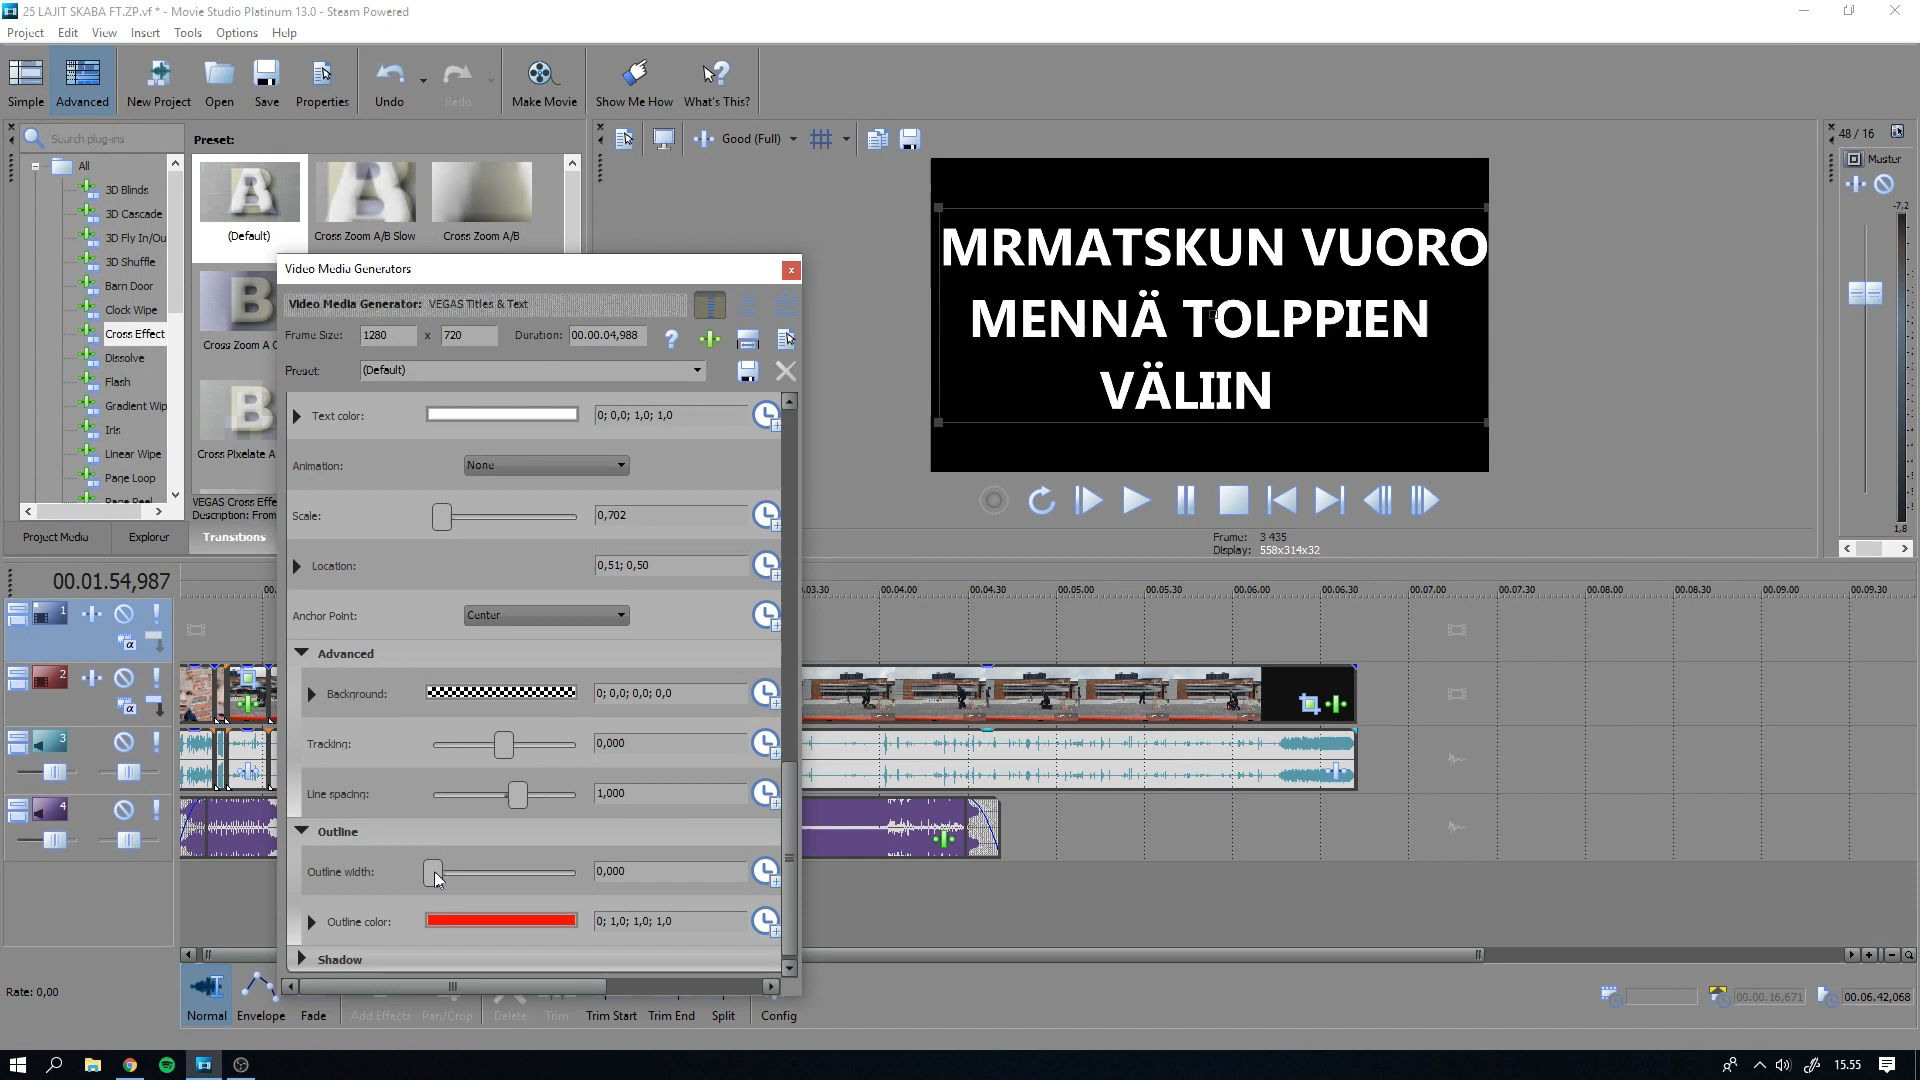 25 LAJIT SKABA FT.ZP.vf * - Movie Studio Platinum 13.0 - Steam Powered
Project Edit View Insert Tools Options Help
Simple Advanced New Project Open Save Properties Undo Redo Make Movie Show Me How What's This?
Search plug-ins
Preset:
Good (Full)
48 / 16
Master
All
3D Blinds
3D Cascade
3D Fly In/Ou
3D Shuffle
Barn Door
Clock Wipe
Cross Effect
Dissolve
Flash
Gradient Wip
Iris
Linear Wipe
Page Loop
Page Peel
(Default)
Cross Zoom A/B Slow
Cross Zoom A/B
Cross Zoom A C
Cross Pixelate A
VEGAS Cross Effe
Description: From
Project Media Explorer Transitions
Video Media Generators
Video Media Generator: VEGAS Titles & Text
Frame Size: 1280 x 720 Duration: 00.00.04,988
Preset: (Default)
Text color: 0; 0,0; 1,0; 1,0
Animation: None
Scale: 0,702
Location: 0,51; 0,50
Anchor Point: Center
Advanced
Background: 0; 0,0; 0,0; 0,0
Tracking: 0,000
Line spacing: 1,000
Outline
Outline width: 0,000
Outline color: 0; 1,0; 1,0; 1,0
Shadow
MRMATSKUN VUORO
MENNÄ TOLPPIEN
VÄLIIN
Frame: 3 435
Display: 558x314x32
-7,2
1,8
00.01.54,987
00. 03.30 00.04.00 00.04.30 00.05.00 00.05.30 00.06.00 00.06.30 00.07.00 00.07.30 00.08.00 00.08.30 00.09.00 00.09.30
1
2
3
4
Rate: 0,00
Normal Envelope Fade Add Effects Pan/Crop Delete Trim Trim Start Trim End Split Config
00.00.16,671
00.06.42,068
15.55